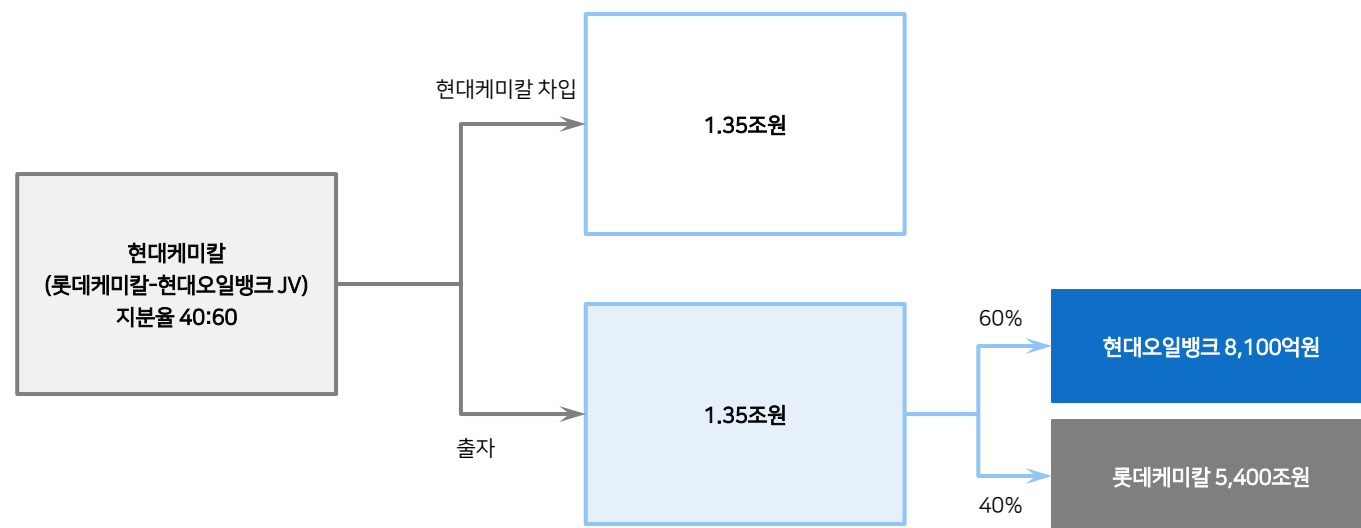 현대케미칼 차입
1.35조원
현대케미칼
(롯데케미칼-현대오일뱅크 JV)
지분율 40:60
출자
1.35조원
60%
현대오일뱅크 8,100억원
롯데케미칼 5,400조원
40%